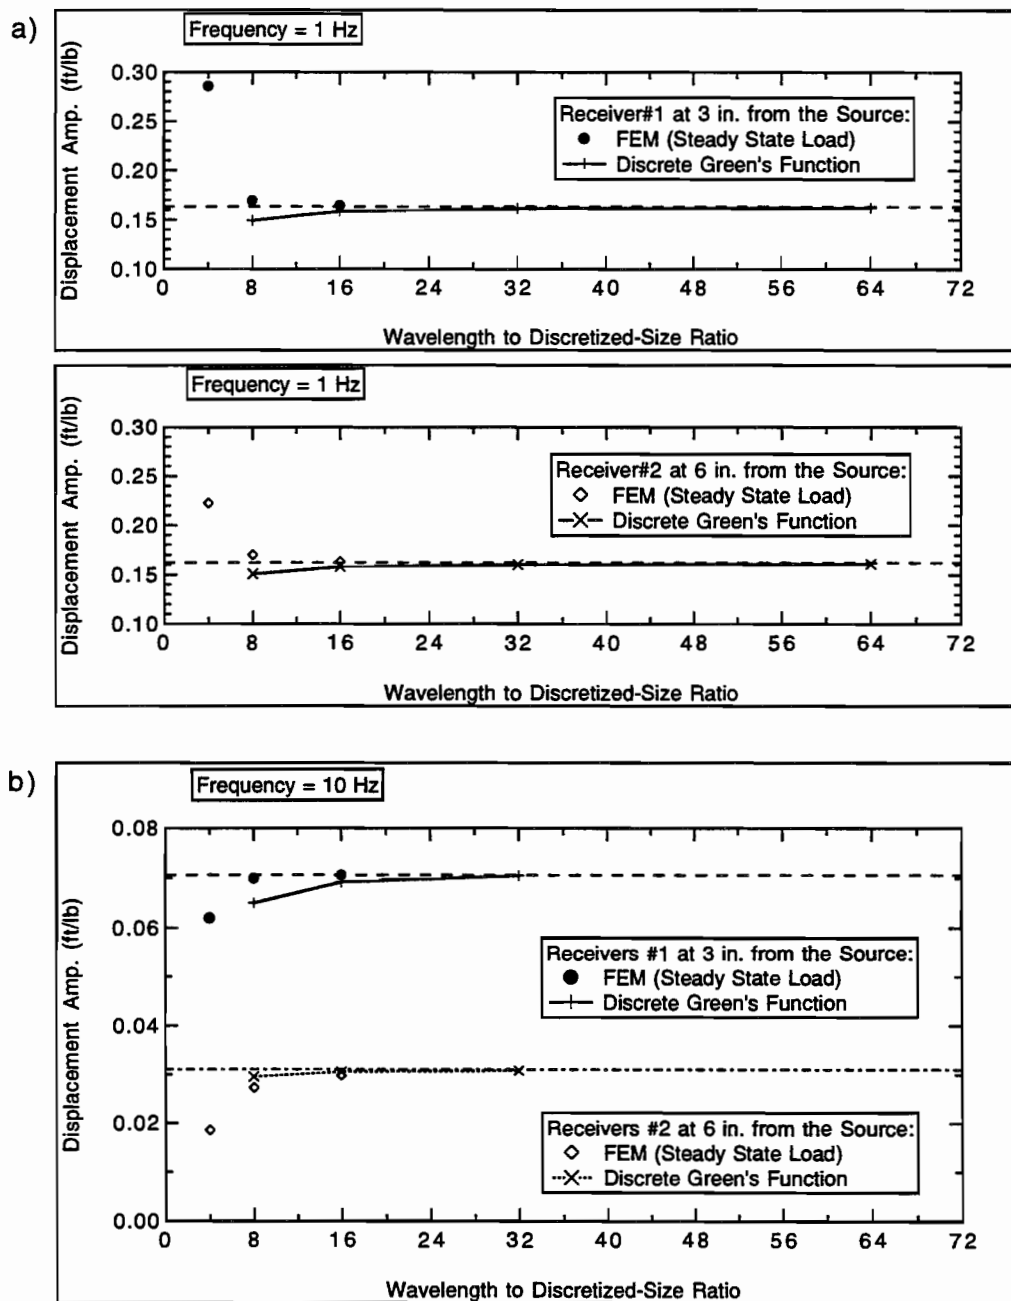 a)
Frequency = 1 Hz
Displacement Amp. (ft/lb)
0.30
0.25
0.20
0.15
0.10
Receiver#1 at 3 in. from the Source:
FEM (Steady State Load)
Discrete Green's Function
0 8 16 24 32 40 48 56 64 72
Wavelength to Discretized-Size Ratio
Frequency = 1 Hz
Displacement Amp. (ft/lb)
0.30
0.25
0.20
0.15
0.10
Receiver#2 at 6 in. from the Source:
FEM (Steady State Load)
Discrete Green's Function
0 8 16 24 32 40 48 56 64 72
Wavelength to Discretized-Size Ratio
b)
Frequency = 10 Hz
Displacement Amp. (ft/lb)
0.08
0.06
0.04
0.02
0.00
Receivers #1 at 3 in. from the Source:
FEM (Steady State Load)
Discrete Green's Function
Receivers #2 at 6 in. from the Source:
FEM (Steady State Load)
Discrete Green's Function
0 8 16 24 32 40 48 56 64 72
Wavelength to Discretized-Size Ratio